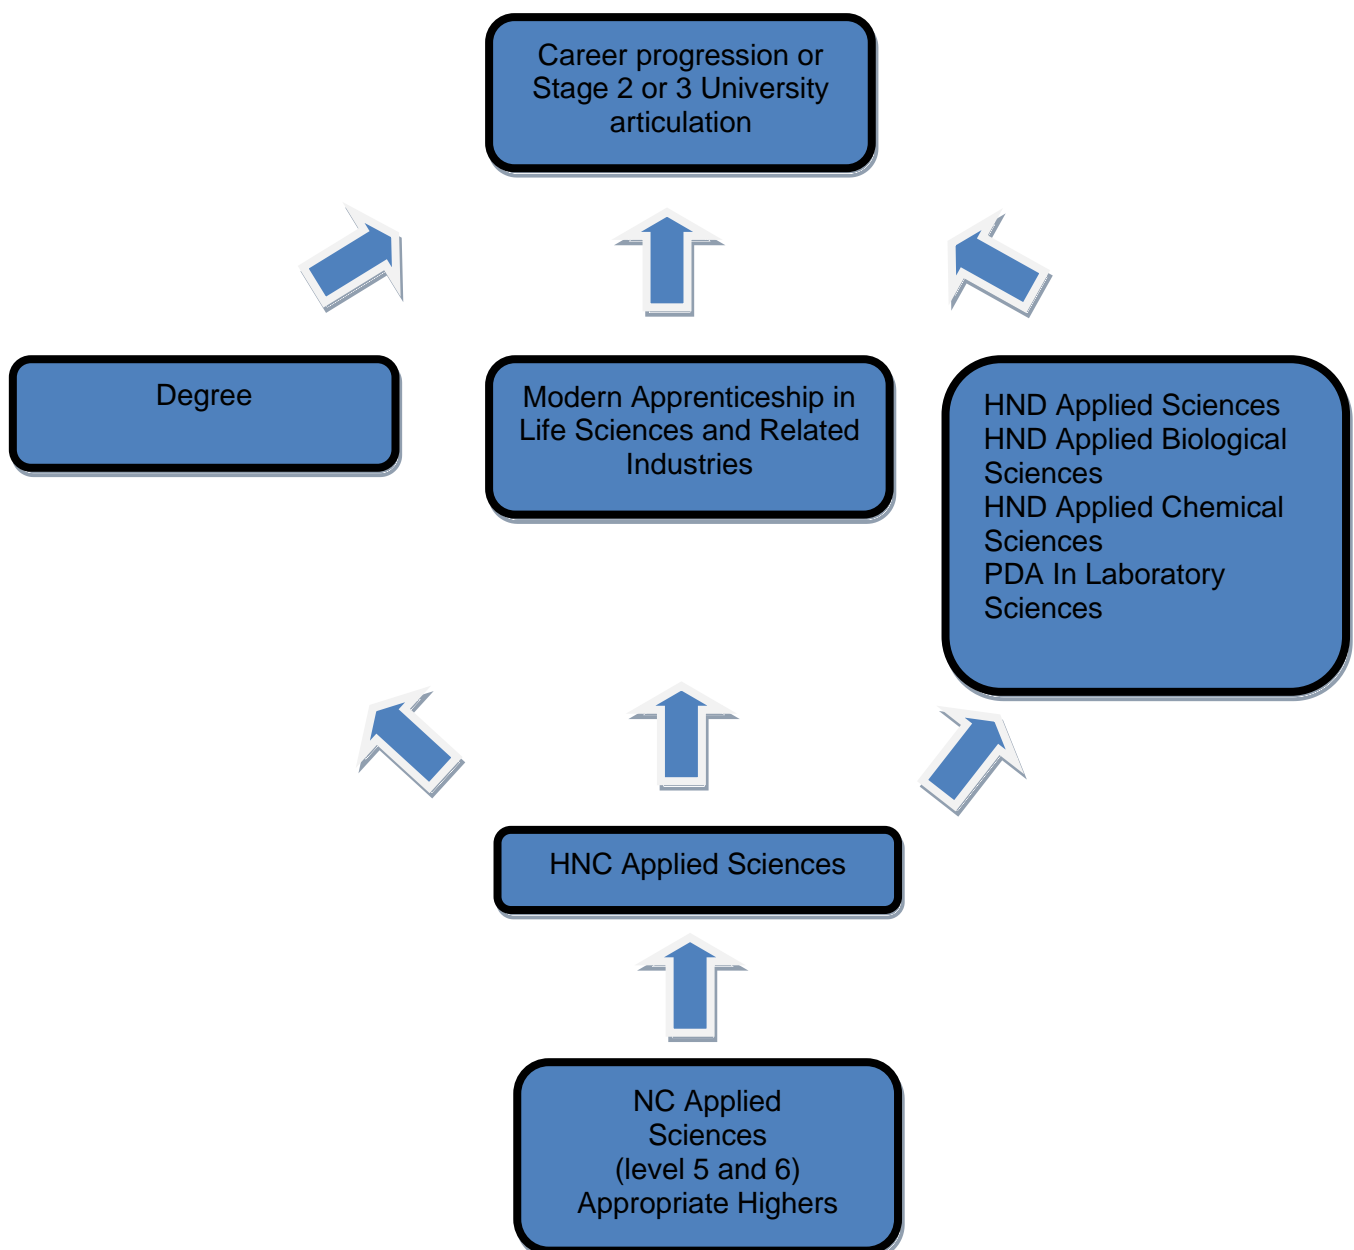 Career progression or
Stage 2 or 3 University
articulation
Degree
Modern Apprenticeship in
Life Sciences and Related
Industries
HND Applied Sciences
HND Applied Biological
Sciences
HND Applied Chemical
Sciences
PDA In Laboratory
Sciences
HNC Applied Sciences
NC Applied
Sciences
(level 5 and 6)
Appropriate Highers